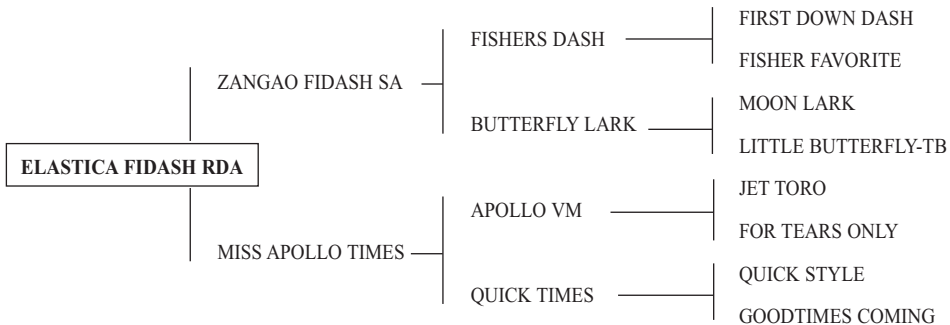 FIRST DOWN DASH
FISHERS DASH
FISHER FAVORITE
ZANGAO FIDASH SA
MOON LARK
BUTTERFLY LARK
LITTLE BUTTERFLY-TB
ELASTICA FIDASH RDA
JET TORO
APOLLO VM
FOR TEARS ONLY
MISS APOLLO TIMES
QUICK STYLE
QUICK TIMES
GOODTIMES COMING